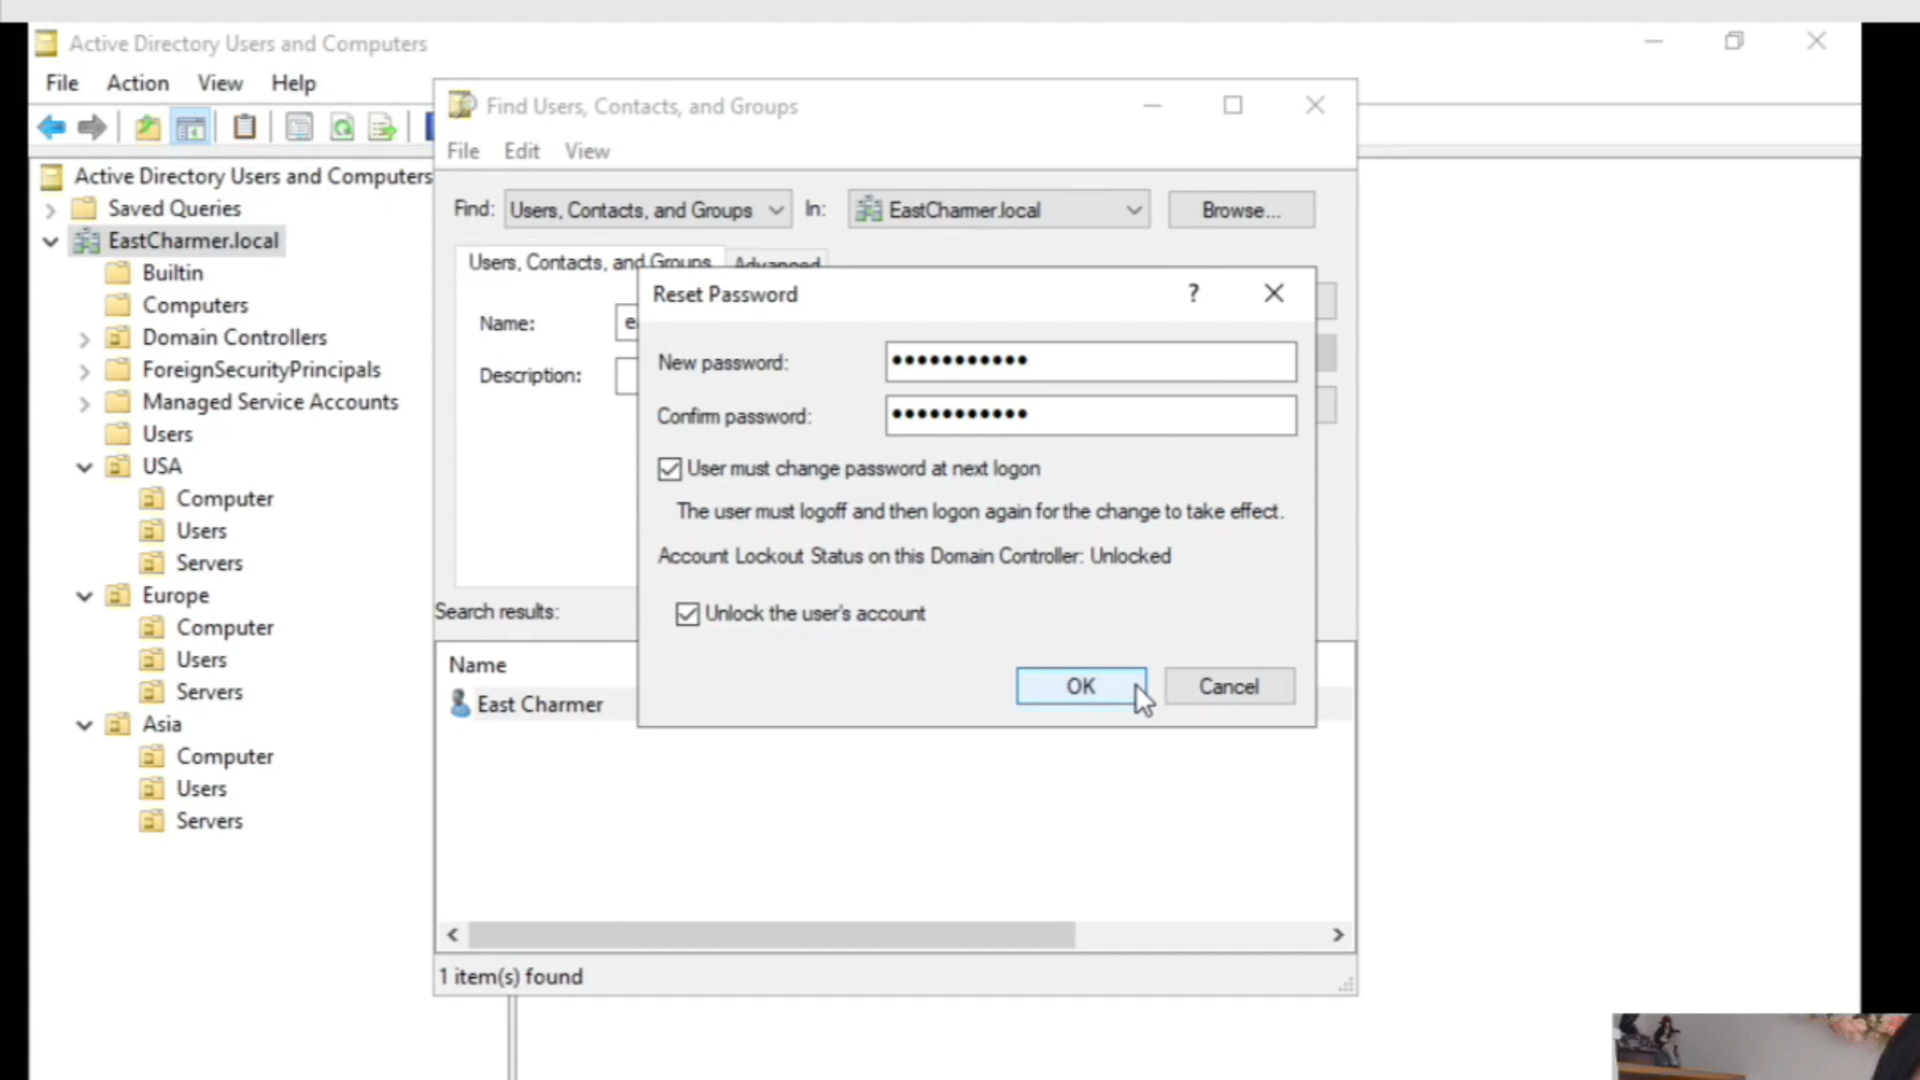 Active Directory Users and Computers
File Action View Help
Active Directory Users and Computers
Saved Queries
EastCharmer.local
Builtin
Computers
Domain Controllers
ForeignSecurityPrincipals
Managed Service Accounts
Users
USA
Computer
Users
Servers
Europe
Computer
Users
Servers
Asia
Computer
Users
Servers
Find Users, Contacts, and Groups
File Edit View
Find: Users, Contacts, and Groups In: EastCharmer.local Browse...
Users, Contacts, and Groups Advanced
Name:
Description:
Reset Password
New password: •••••••••••
Confirm password: •••••••••••
User must change password at next logon
The user must logoff and then logon again for the change to take effect.
Account Lockout Status on this Domain Controller: Unlocked
Unlock the user's account
OK Cancel
Search results:
Name
East Charmer
1 item(s) found